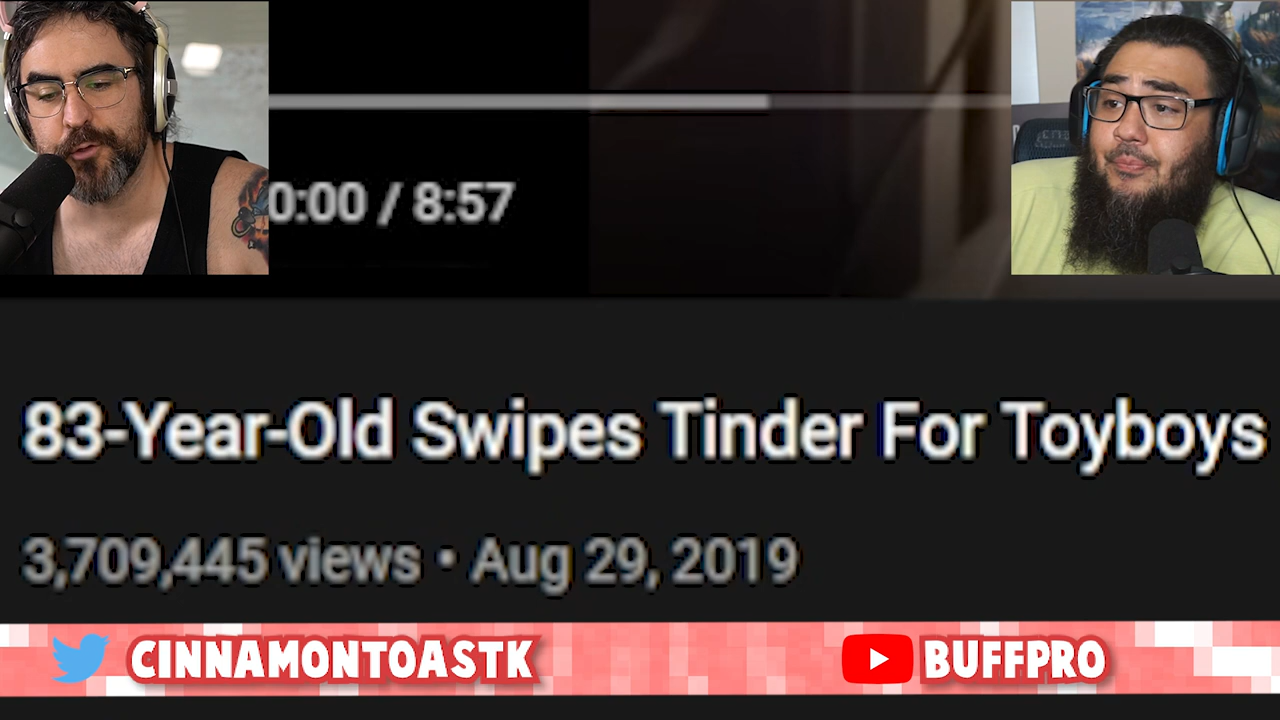 0:00 / 8:57
83-Year-Old Swipes Tinder For Toyboys
3,709,445 views • Aug 29, 2019
CINNAMONTOASTK
BUFFPRO